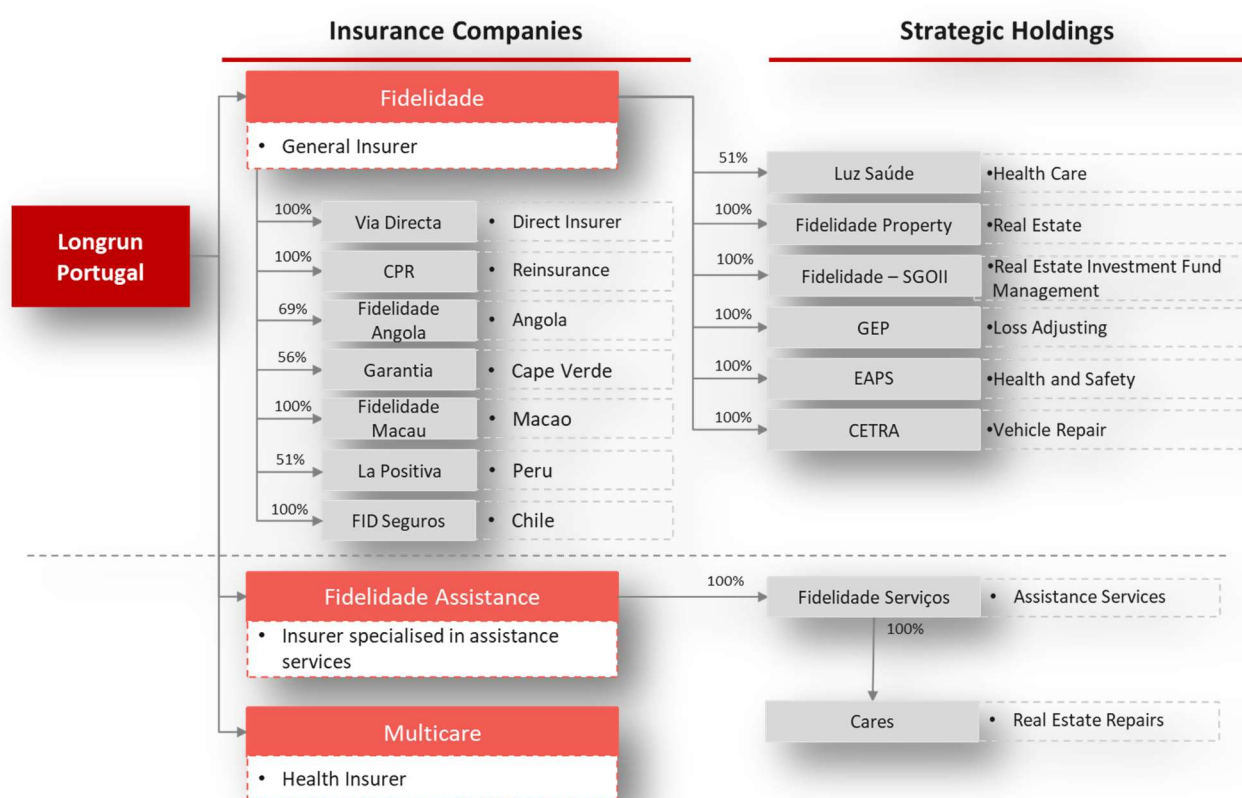 Insurance Companies
Strategic Holdings
Fidelidade
• General Insurer
51%
Luz Saúde
•Health Care
Longrun
Portugal
100%
Via Directa
• Direct Insurer
100%
Fidelidade Property
•Real Estate
100%
CPR
• Reinsurance
100%
Fidelidade – SGOII
•Real Estate Investment Fund
Management
69%
Fidelidade
Angola
• Angola
100%
GEP
•Loss Adjusting
56%
Garantia
• Cape Verde
100%
EAPS
•Health and Safety
100%
Fidelidade
Macau
• Macao
100%
CETRA
•Vehicle Repair
51%
La Positiva
• Peru
100%
FID Seguros
• Chile
Fidelidade Assistance
• Insurer specialised in assistance
services
100%
Fidelidade Serviços
• Assistance Services
100%
Cares
• Real Estate Repairs
Multicare
• Health Insurer